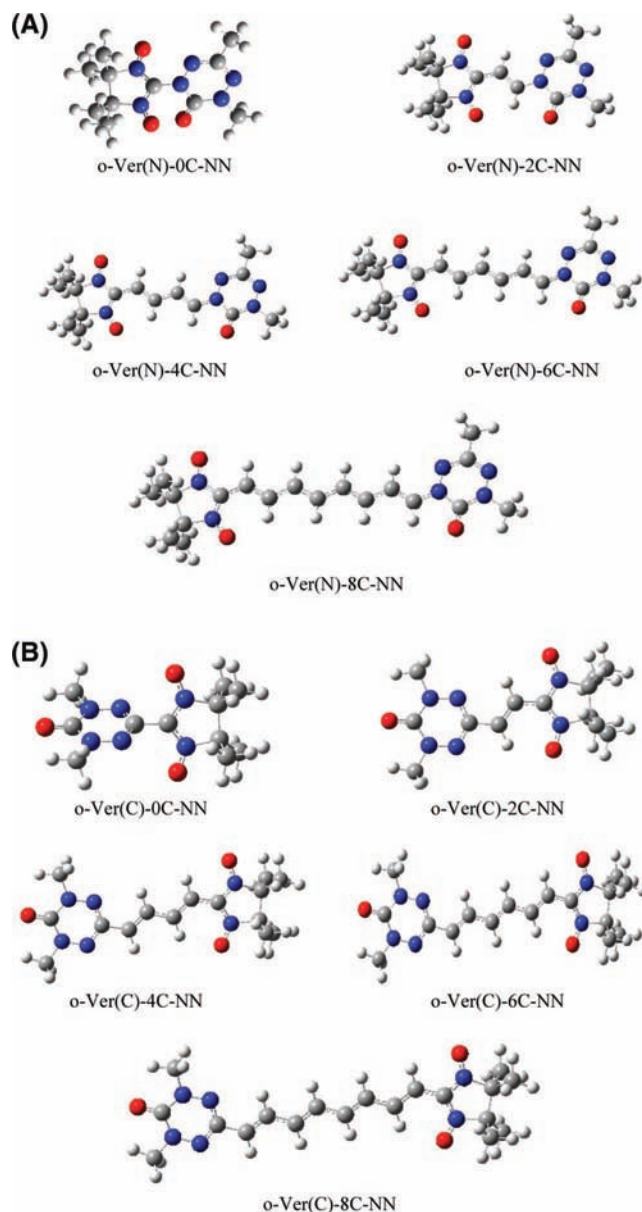 (A)
o-Ver(N)-0C-NN
o-Ver(N)-2C-NN
o-Ver(N)-4C-NN
o-Ver(N)-6C-NN
o-Ver(N)-8C-NN
(B)
o-Ver(C)-0C-NN
o-Ver(C)-2C-NN
o-Ver(C)-4C-NN
o-Ver(C)-6C-NN
o-Ver(C)-8C-NN